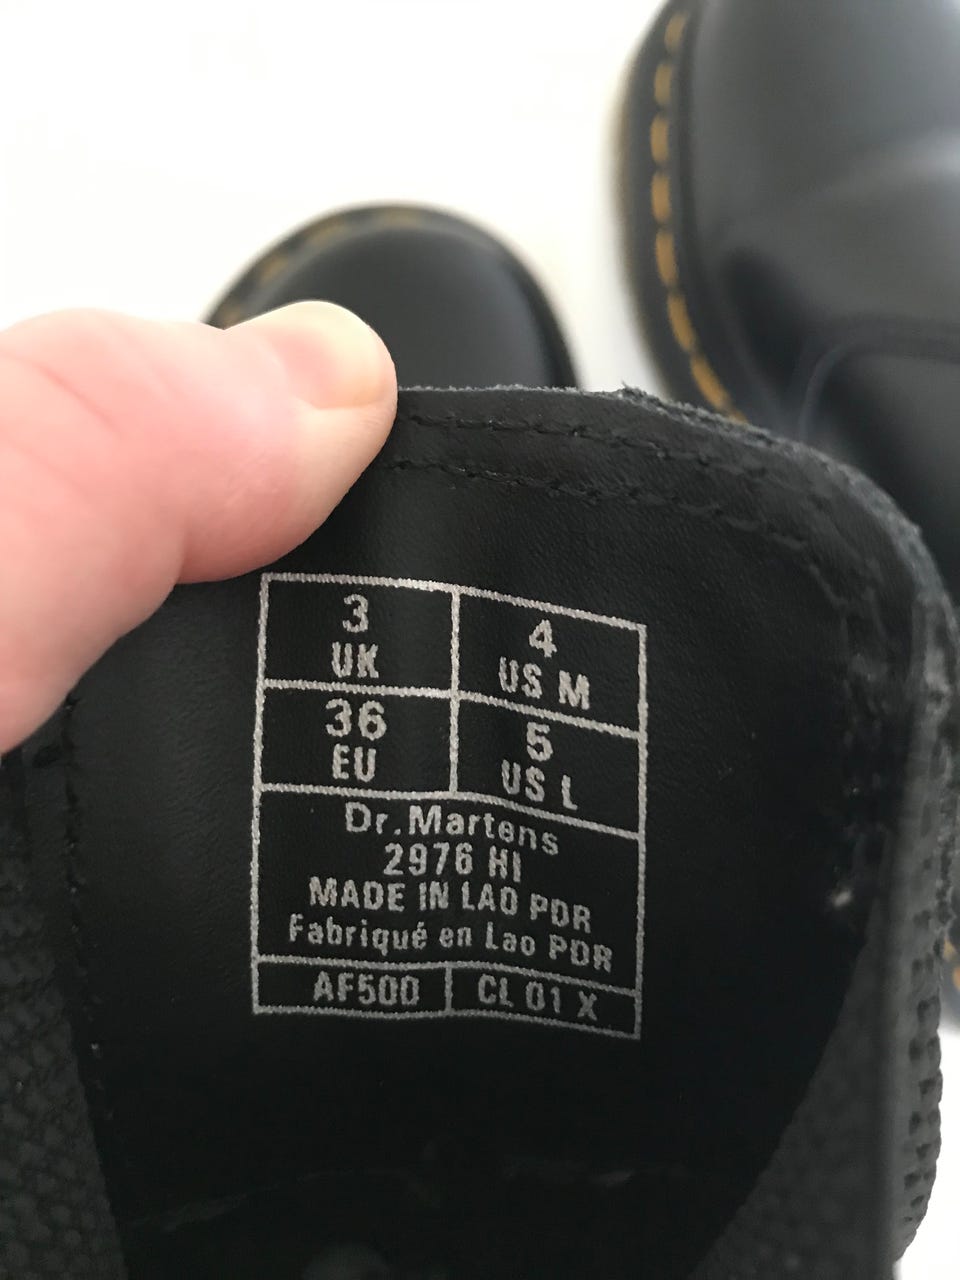 3 4
UK US M
36 5
EU US L
Dr.Martens
2976 HI
MADE IN LAO PDR
Fabriqué en Lao PDR
AF500 CL 01 X